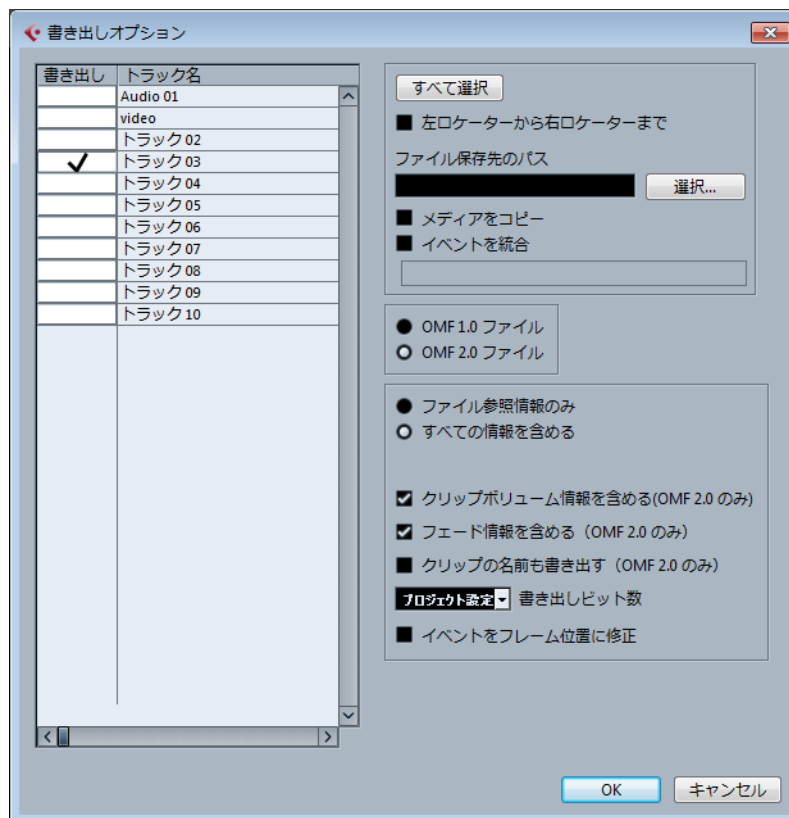 書き出しオプション
書き出し トラック名
Audio 01
video
トラック 02
トラック 03
トラック 04
トラック 05
トラック 06
トラック 07
トラック 08
トラック 09
トラック 10
すべて選択
左ロケーターから右ロケーターまで
ファイル保存先のパス
選択...
メディアをコピー
イベントを統合
OMF 1.0 ファイル
OMF 2.0 ファイル
ファイル参照情報のみ
すべての情報を含める
クリップボリューム情報を含める(OMF 2.0 のみ)
フェード情報を含める（OMF 2.0 のみ）
クリップの名前も書き出す（OMF 2.0 のみ）
プロジェクト設定 書き出しビット数
イベントをフレーム位置に修正
OK キャンセル